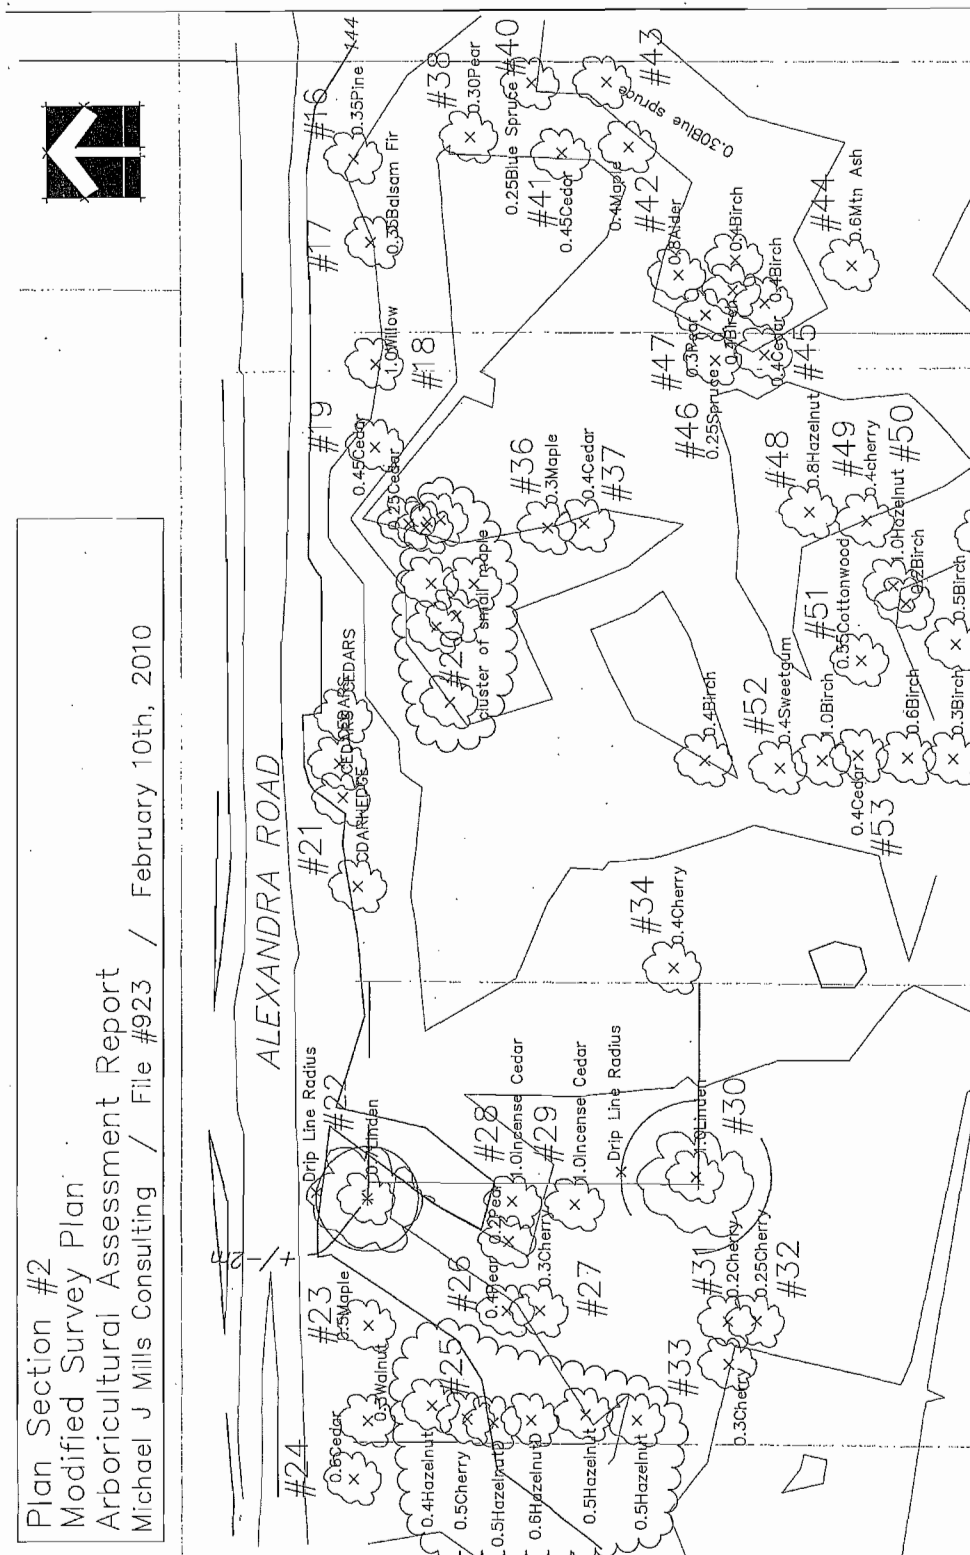 Plan Section #2
Modified Survey Plan
Arboricultural Assessment Report
Michael J Mills Consulting / File #923 / February 10th, 2010
ALEXANDRA ROAD
#16
0.35Pine
144
#17
0.35Balsam Fir
#18
1.0Willow
#19
0.45Cedar
0.25Cedar
#38
0.30Pear
#40
0.25Blue Spruce
#41
0.45Cedar
0.4Maple
#42
#43
0.30Blue spruce
#44
0.6Mtn Ash
0.8Alder
0.4Birch
0.4Birch
0.4Birch
#47
0.3Pear
#46
0.25Spruce
0.4Cedar
#45
#36
0.3Maple
0.4Cedar
#37
cluster of small maple
#48
0.8Hazelnut
#49
0.4cherry
#50
1.0Hazelnut
0.2Birch
#51
0.55Cottonwood
0.5Birch
#52
0.4Sweetgum
0.4Birch
1.0Birch
0.4Cedar
#53
0.6Birch
0.3Birch
CEDARS
CEDARS
CEDARS
CDARHEDGE
#21
#34
0.4Cherry
Drip Line Radius
#22
+/-2m
#28
1.0Incense Cedar
#29
1.0Incense Cedar
Drip Line Radius
#30
1.0Linden
0.2Pear
#23
0.5Maple
#26
0.4Pear
0.3Cherry
#27
#31
0.2Cherry
0.25Cherry
#32
#33
0.3Cherry
#24
0.6Cedar
#25
0.4Hazelnut
0.5Cherry
0.5Hazelnut
0.6Hazelnut
0.5Hazelnut
0.5Hazelnut